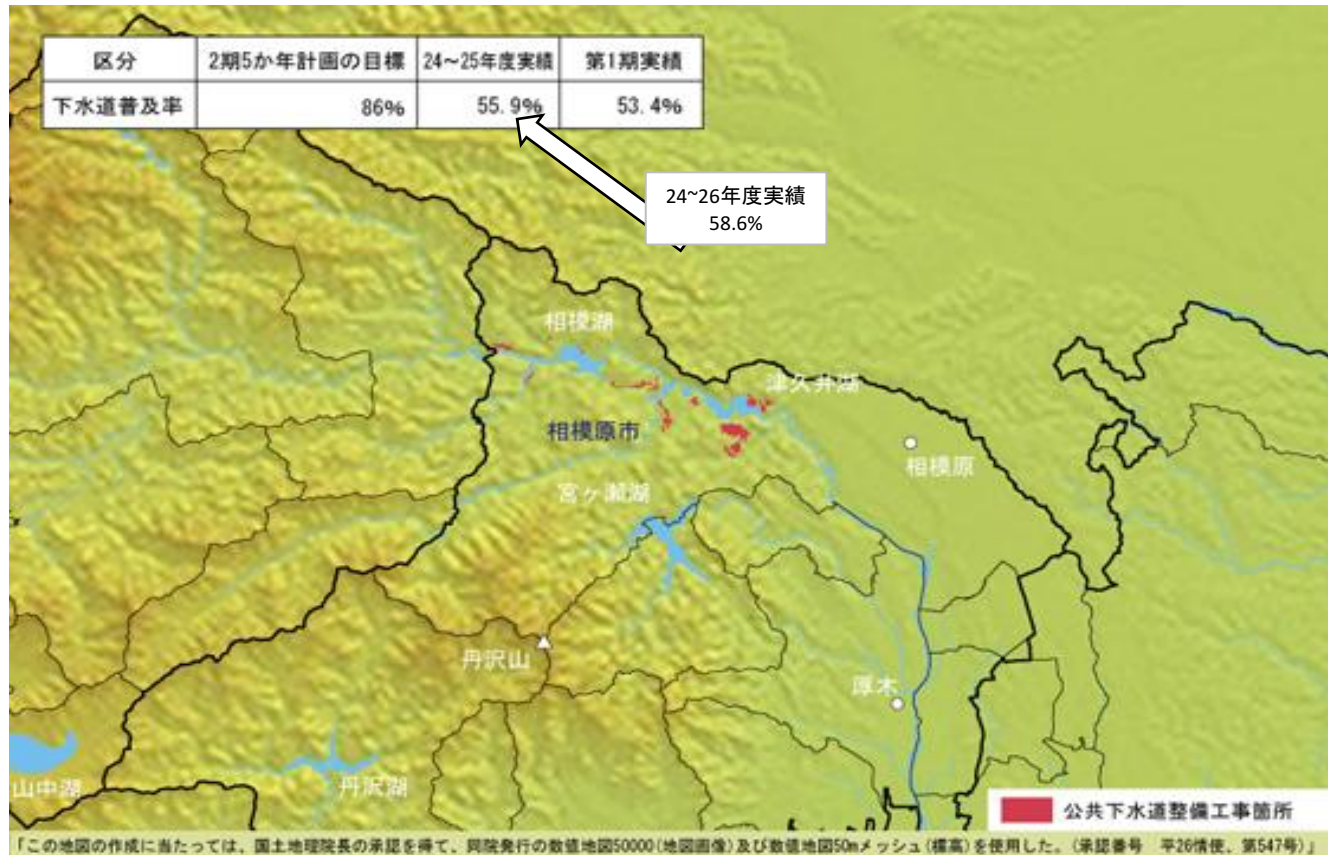 区分 2期5か年計画の目標 24～25年度実績 第1期実績
下水道普及率 86% 55.9% 53.4%
24~26年度実績
58.6%
相模湖
津久井湖
相模原市
相模原
宮ヶ瀬湖
丹沢山
厚木
山中湖
丹沢湖
公共下水道整備工事箇所
「この地図の作成に当たっては、国土地理院長の承認を得て、同院発行の数値地図50000(地図画像)及び数値地図50mメッシュ(標高)を使用した。(承認番号 平26情使、第547号)」